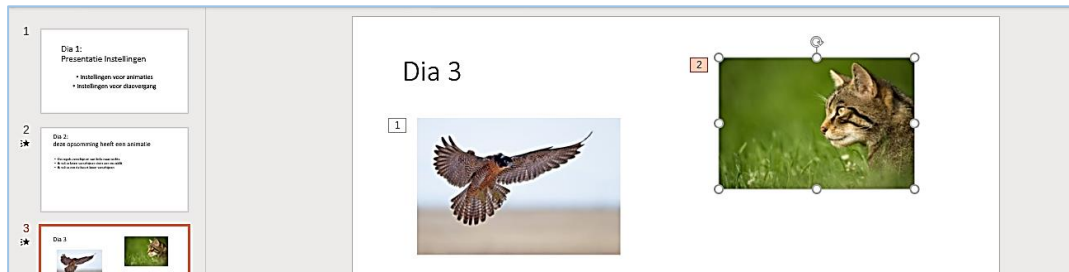 1
Dia 1:
Presentatie Instellingen
• Instellingen voor animaties
• Instellingen voor diaovergang
2
Dia 2:
deze opsomming heeft een animatie
3
Dia 3
Dia 3
1
2